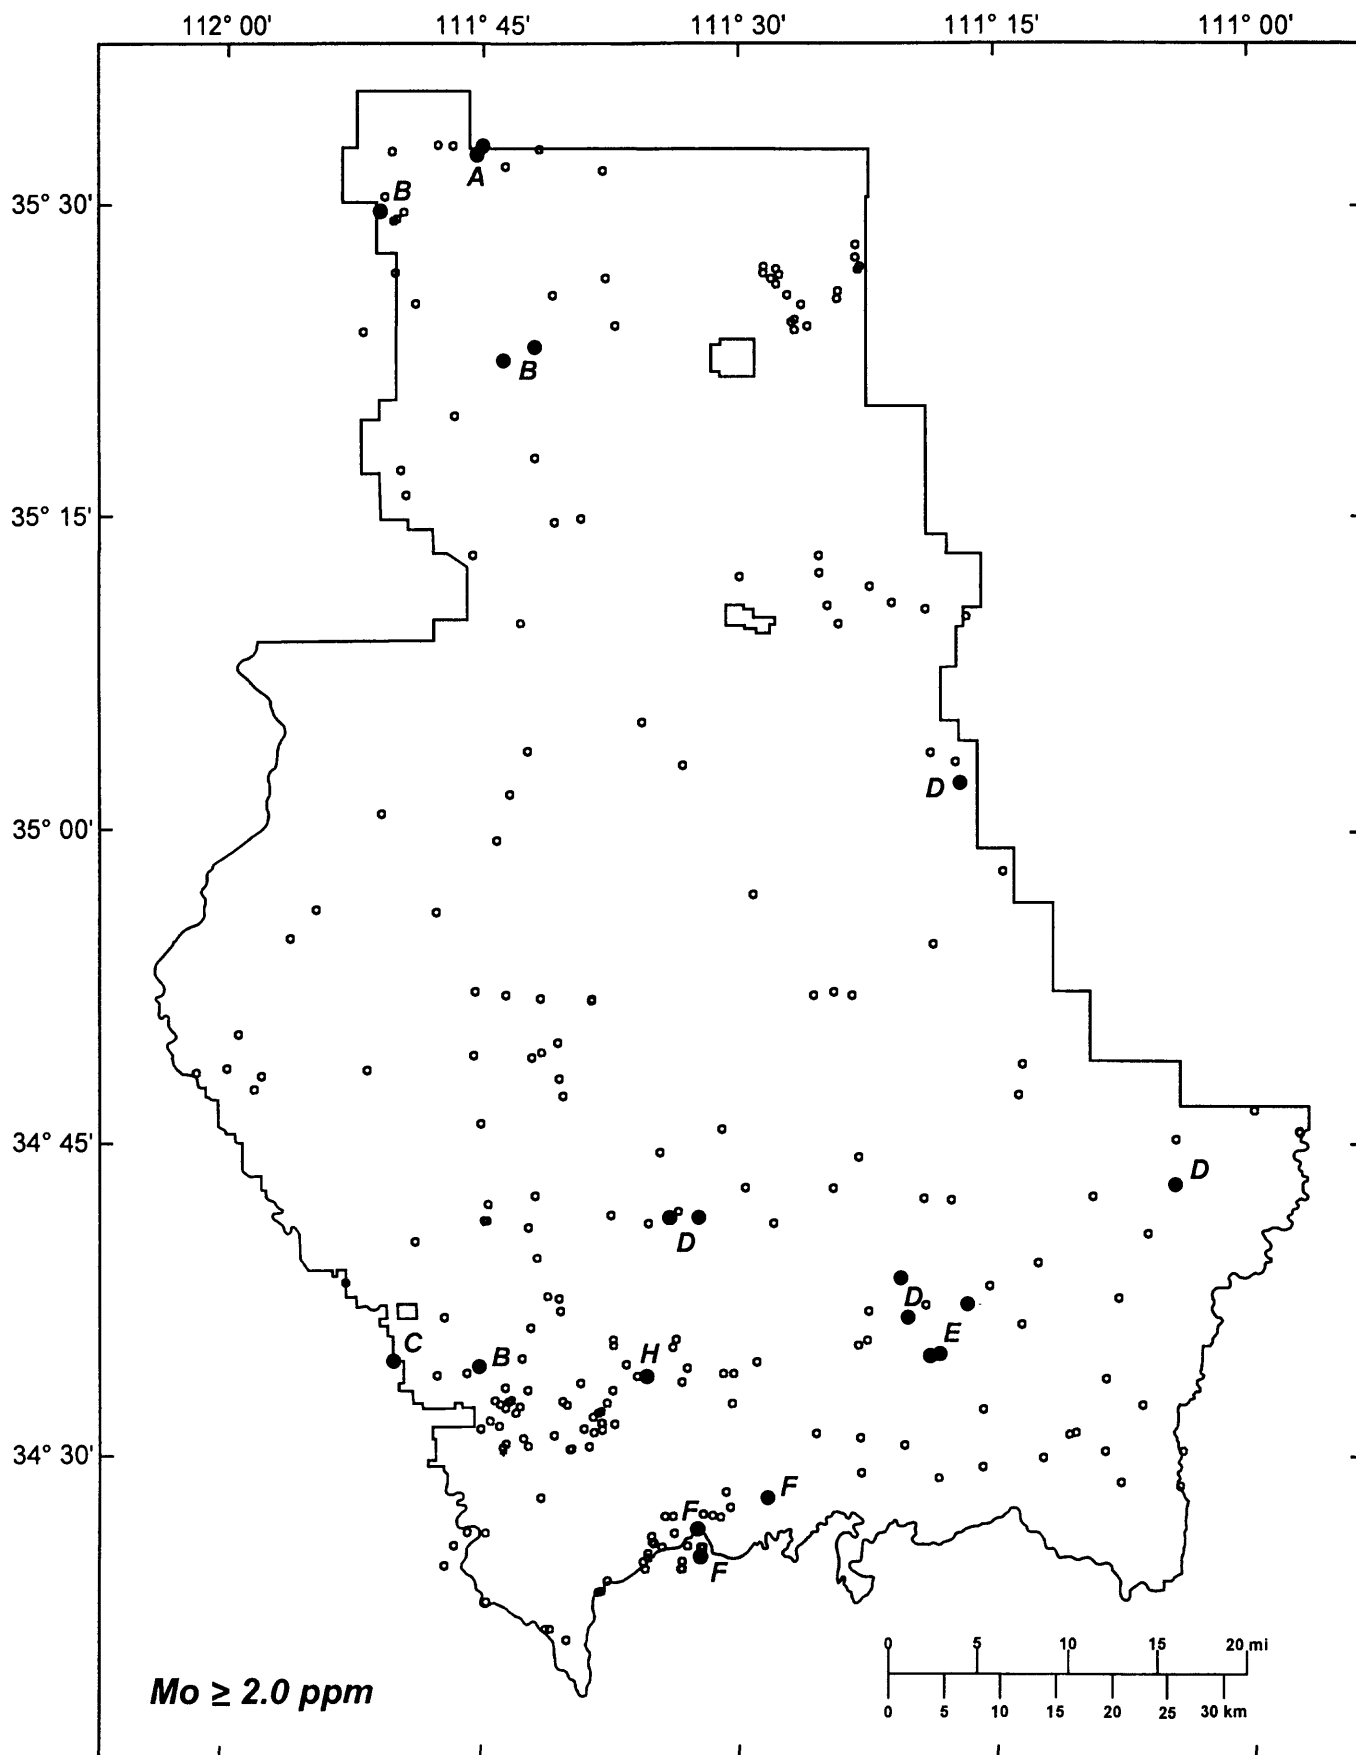 112° 00' 111° 45' 111° 30' 111° 15' 111° 00'
A
B
35° 30'
B
35° 15'
D
35° 00'
34° 45'
D
D
D
E
C
B
H
34° 30'
F
F
F
0 5 10 15 20 mi
Mo ≥ 2.0 ppm
0 5 10 15 20 25 30 km